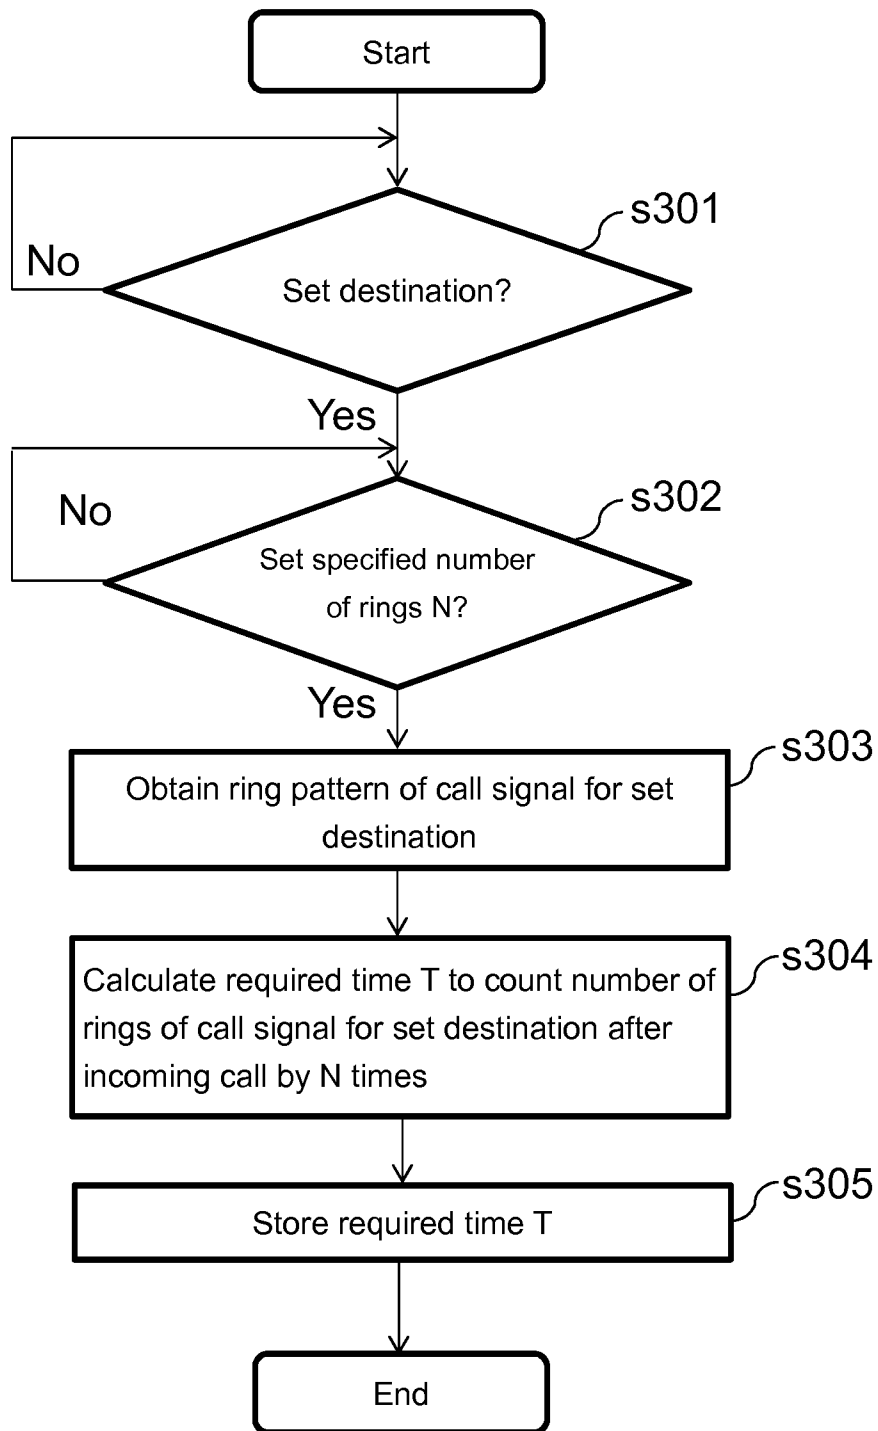 Start
s301
No
Set destination?
Yes
s302
No
Set specified number
of rings N?
Yes
s303
Obtain ring pattern of call signal for set
destination
s304
Calculate required time T to count number of
rings of call signal for set destination after
incoming call by N times
s305
Store required time T
End